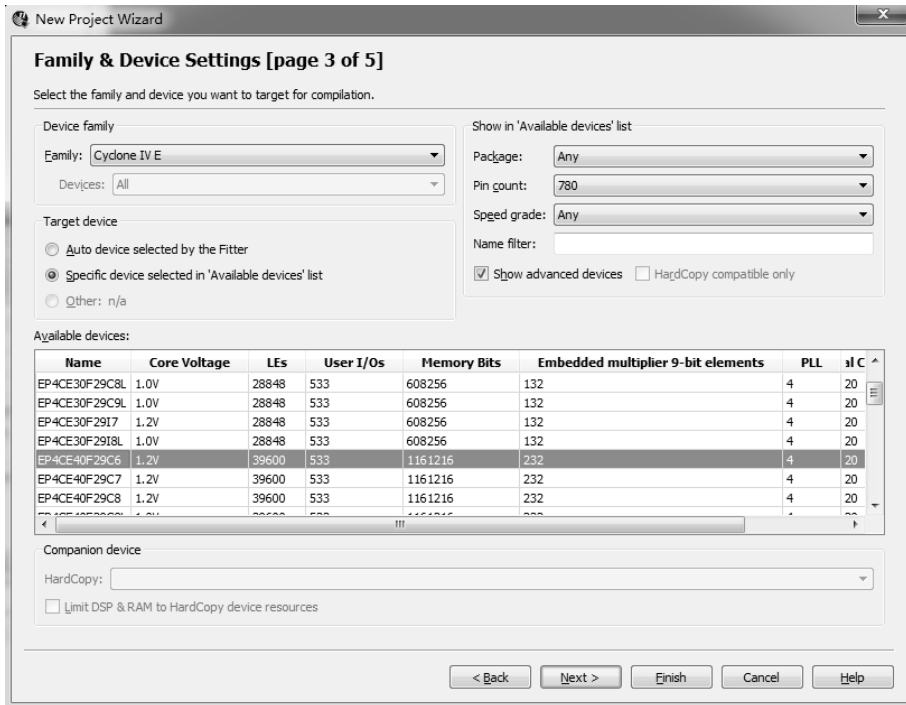 New Project Wizard
Family & Device Settings [page 3 of 5]
Select the family and device you want to target for compilation.
Device family
Family: Cyclone IV E
Devices: All
Show in 'Available devices' list
Package: Any
Pin count: 780
Speed grade: Any
Name filter:
Show advanced devices HardCopy compatible only
Target device
Auto device selected by the Fitter
Specific device selected in 'Available devices' list
Other: n/a
Available devices:
Name Core Voltage LEs User I/Os Memory Bits Embedded multiplier 9-bit elements PLL al C
EP4CE30F29C8L 1.0V 28848 533 608256 132 4 20
EP4CE30F29C9L 1.0V 28848 533 608256 132 4 20
EP4CE30F29I7 1.2V 28848 533 608256 132 4 20
EP4CE30F29I8L 1.0V 28848 533 608256 132 4 20
EP4CE40F29C6 1.2V 39600 533 1161216 232 4 20
EP4CE40F29C7 1.2V 39600 533 1161216 232 4 20
EP4CE40F29C8 1.2V 39600 533 1161216 232 4 20
Companion device
HardCopy:
Limit DSP & RAM to HardCopy device resources
< Back Next > Finish Cancel Help